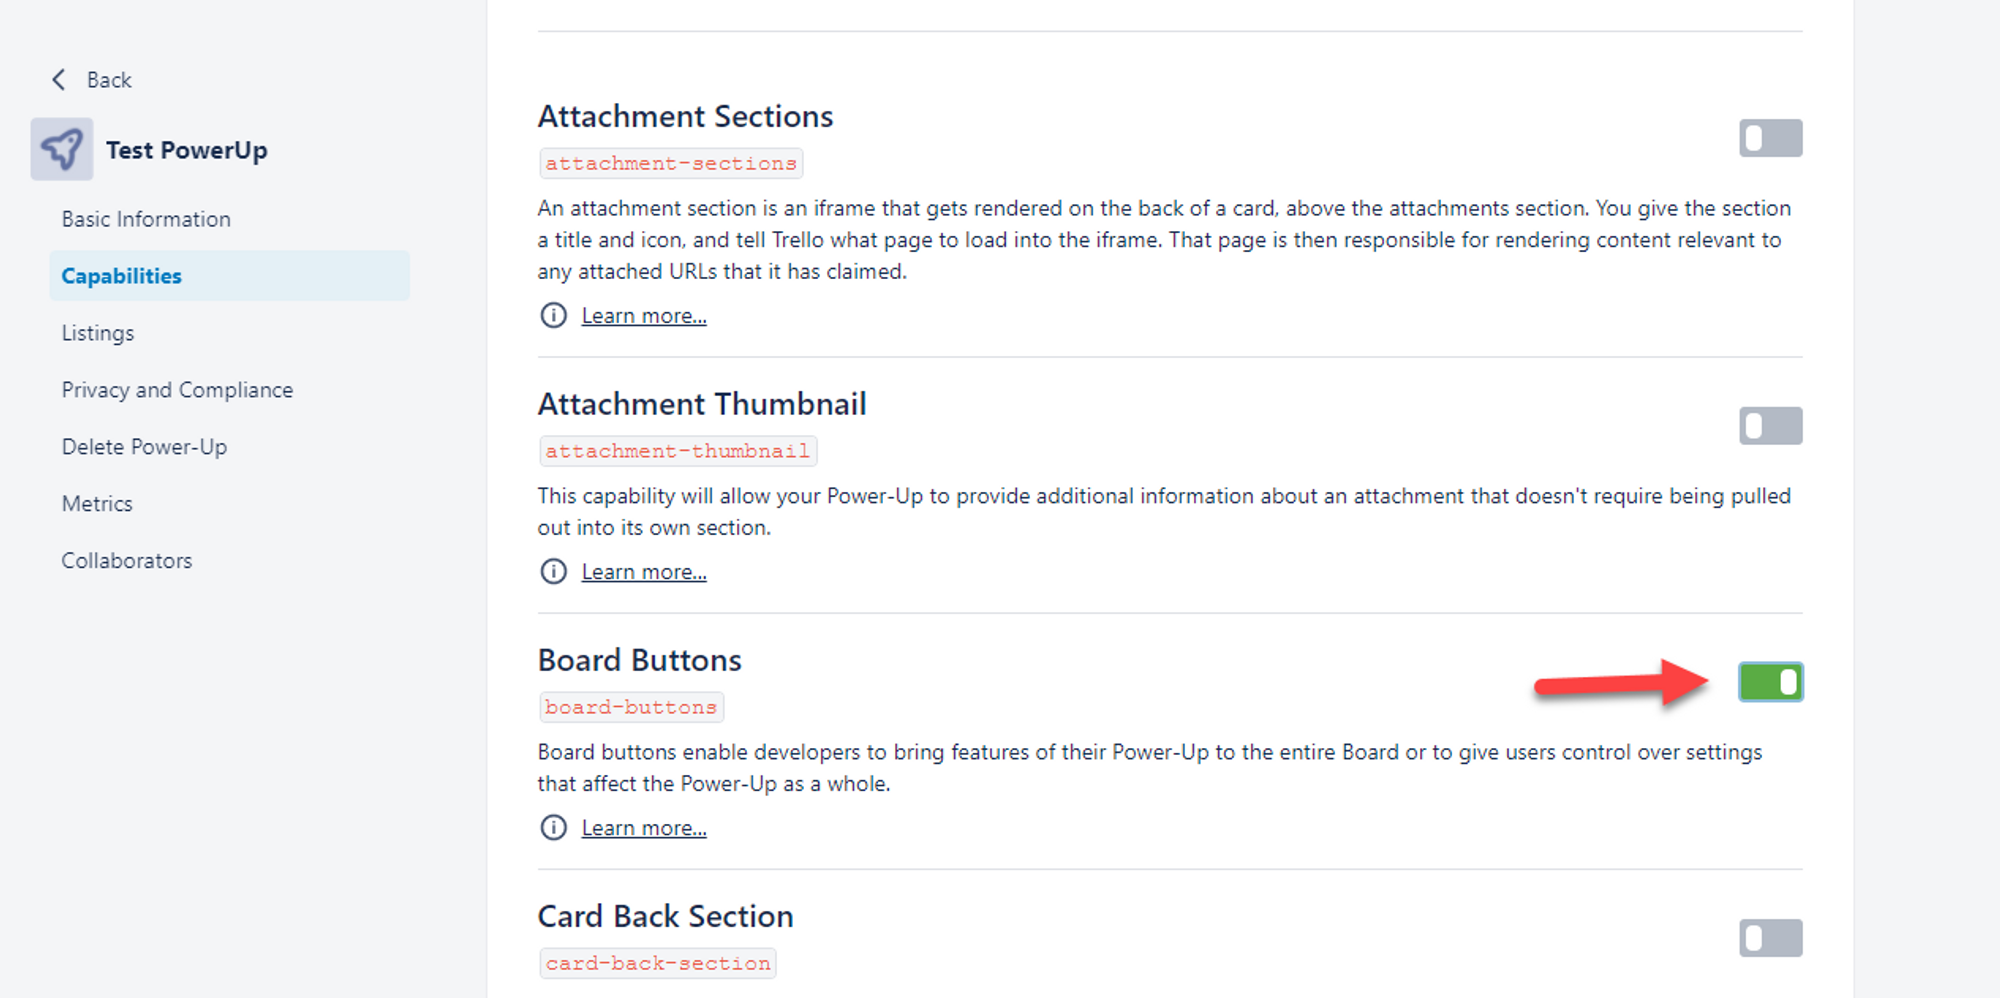 Back
Test PowerUp
Basic Information
Capabilities
Listings
Privacy and Compliance
Delete Power-Up
Metrics
Collaborators
Attachment Sections
attachment-sections
An attachment section is an iframe that gets rendered on the back of a card, above the attachments section. You give the section
a title and icon, and tell Trello what page to load into the iframe. That page is then responsible for rendering content relevant to
any attached URLs that it has claimed.
Learn more...
Attachment Thumbnail
attachment-thumbnail
This capability will allow your Power-Up to provide additional information about an attachment that doesn't require being pulled
out into its own section.
Learn more...
Board Buttons
board-buttons
Board buttons enable developers to bring features of their Power-Up to the entire Board or to give users control over settings
that affect the Power-Up as a whole.
Learn more...
Card Back Section
card-back-section